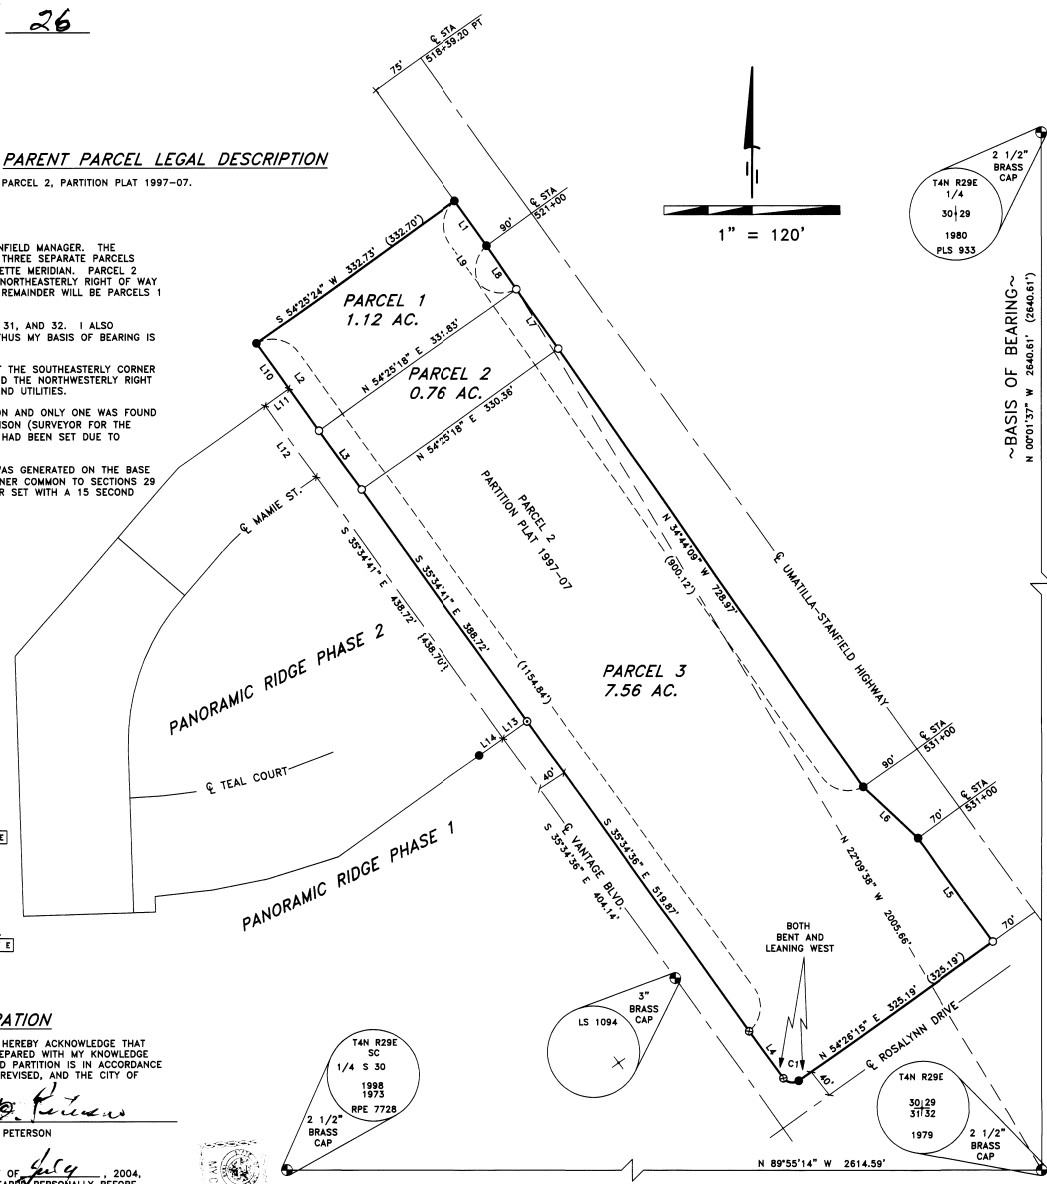 26
℄ STA
518+39.20 PT
75'
PARENT PARCEL LEGAL DESCRIPTION
PARCEL 2, PARTITION PLAT 1997-07.
NFIELD MANAGER. THE
THREE SEPARATE PARCELS
ETTE MERIDIAN. PARCEL 2
NORTHEASTERLY RIGHT OF WAY
REMAINDER WILL BE PARCELS 1
31, AND 32. I ALSO
THUS MY BASIS OF BEARING IS
T THE SOUTHEASTERLY CORNER
D THE NORTHWESTERLY RIGHT
ND UTILITIES.
ON AND ONLY ONE WAS FOUND
ISON (SURVEYOR FOR THE
HAD BEEN SET DUE TO
WAS GENERATED ON THE BASE
NER COMMON TO SECTIONS 29
R SET WITH A 15 SECOND
1" = 120'
2 1/2"
BRASS
CAP
T4N R29E
1/4
30 29
1980
PLS 933
~BASIS OF BEARING~
N 00°01'37" W 2640.61' (2640.61')
℄ STA
521+00
90'
L1
L9
L8
L7
S 54°25'24" W 332.73' (332.70')
PARCEL 1
1.12 AC.
N 54°25'18" E 331.83'
PARCEL 2
0.76 AC.
N 54°25'18" E 330.36'
L10
L2
L11
L12
L3
℄ MAMIE ST.
PARCEL 2
PARTITION PLAT 1997-07
S 35°34'41" E 438.72'
(438.70')
S 35°34'41" E 388.72'
(1154.84')
N 34°44'09" W 728.97'
(900.12')
℄ UMATILLA-STANFIELD HIGHWAY
PARCEL 3
7.56 AC.
PANORAMIC RIDGE PHASE 2
L14
L13
℄ TEAL COURT
40'
PANORAMIC RIDGE PHASE 1
℄ VANTAGE BLVD.
S 35°34'36" E 404.14'
S 35°34'36" E 519.87'
90'
℄ STA
531+00
L6
70'
℄ STA
531+00
L5
70'
N 22°09'38" W 2005.66'
BOTH
BENT AND
LEANING WEST
L4
C1
N 54°26'15" E 325.19' (325.19')
40'
℄ ROSALYNN DRIVE
E
E
RATION
HEREBY ACKNOWLEDGE THAT
EPARED WITH MY KNOWLEDGE
D PARTITION IS IN ACCORDANCE
REVISED, AND THE CITY OF
PETERSON
OF July, 2004,
EARED PERSONALLY BEFORE
T4N R29E
SC
1/4 S 30
1998
1973
RPE 7728
2 1/2"
BRASS
CAP
LS 1094
3"
BRASS
CAP
T4N R29E
30 29
31 32
1979
2 1/2"
BRASS
CAP
N 89°55'14" W 2614.59'